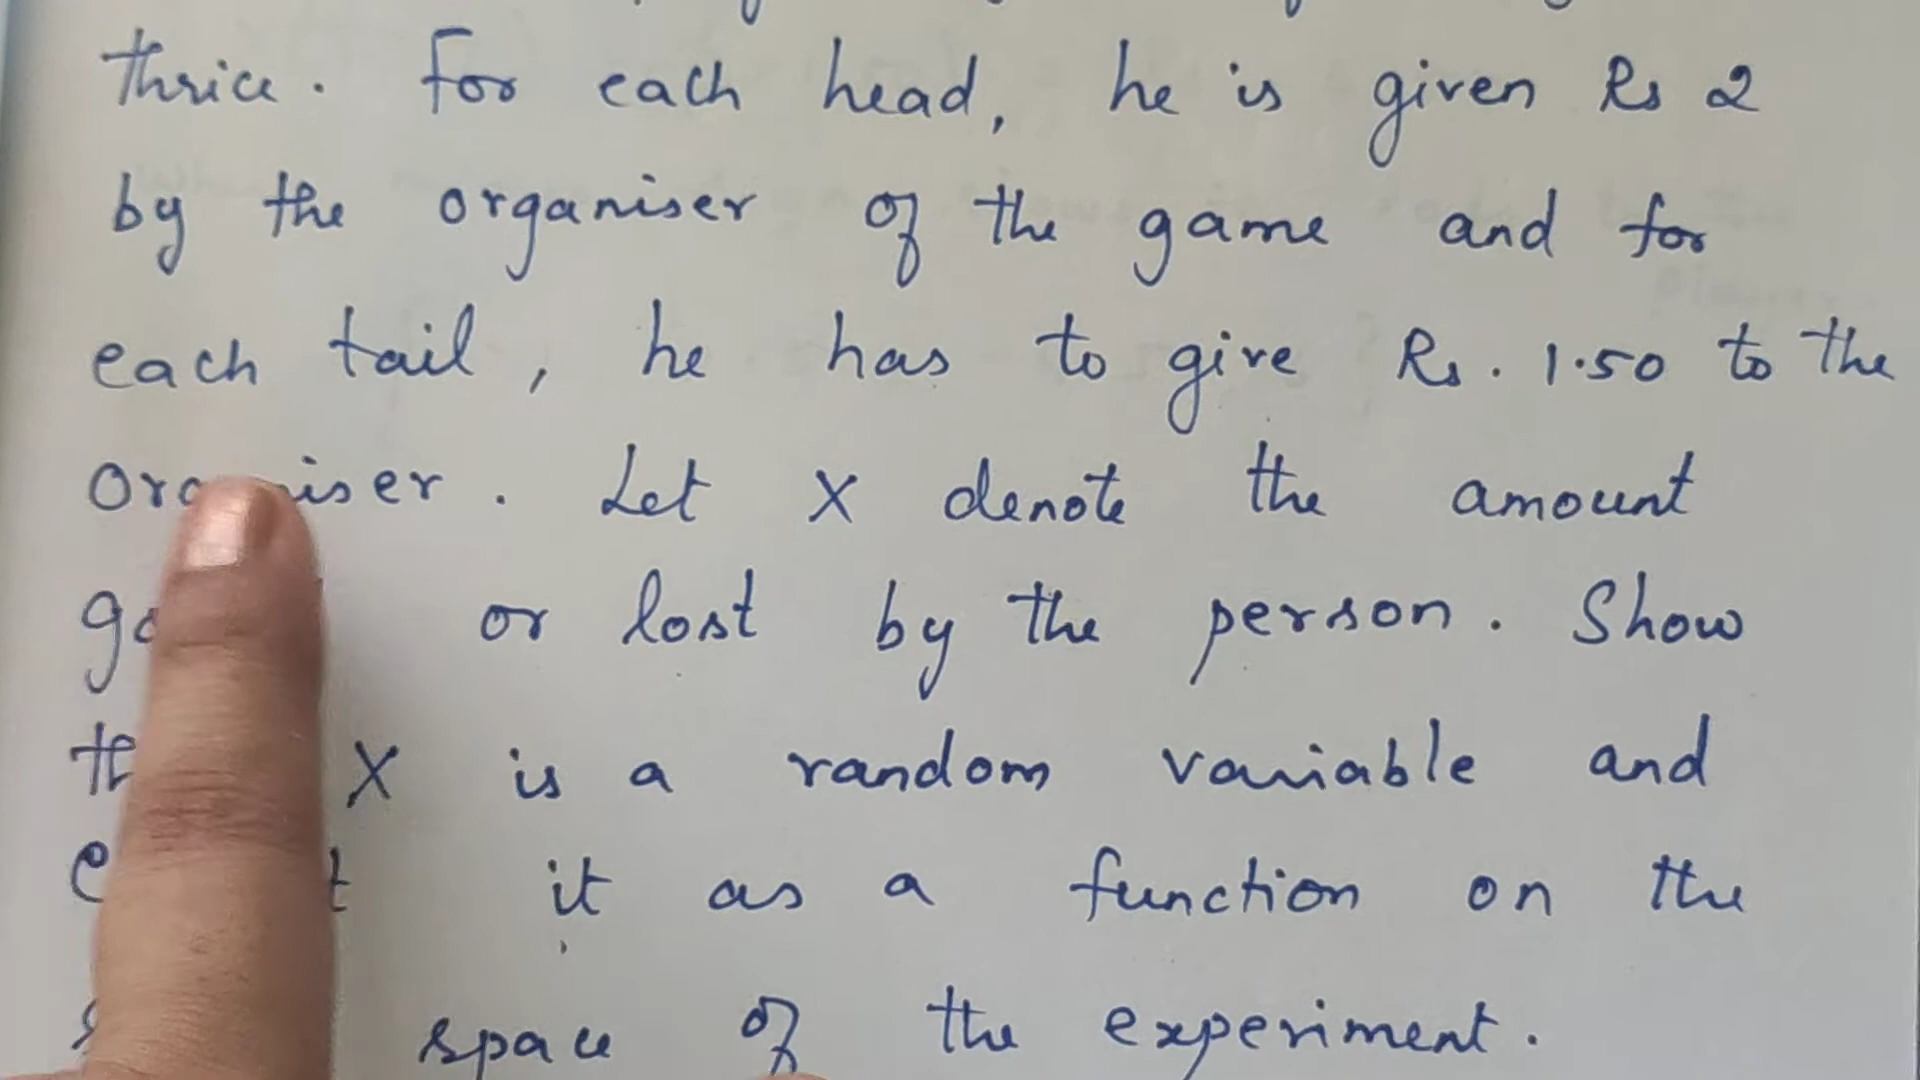 thrice. For each head, he is given Rs 2
by the organiser of the game and for
each tail, he has to give Rs. 1.50 to the
organiser. Let X denote the amount
or lost by the person. Show
X is a random variable and
it as a function on the
space of the experiment.